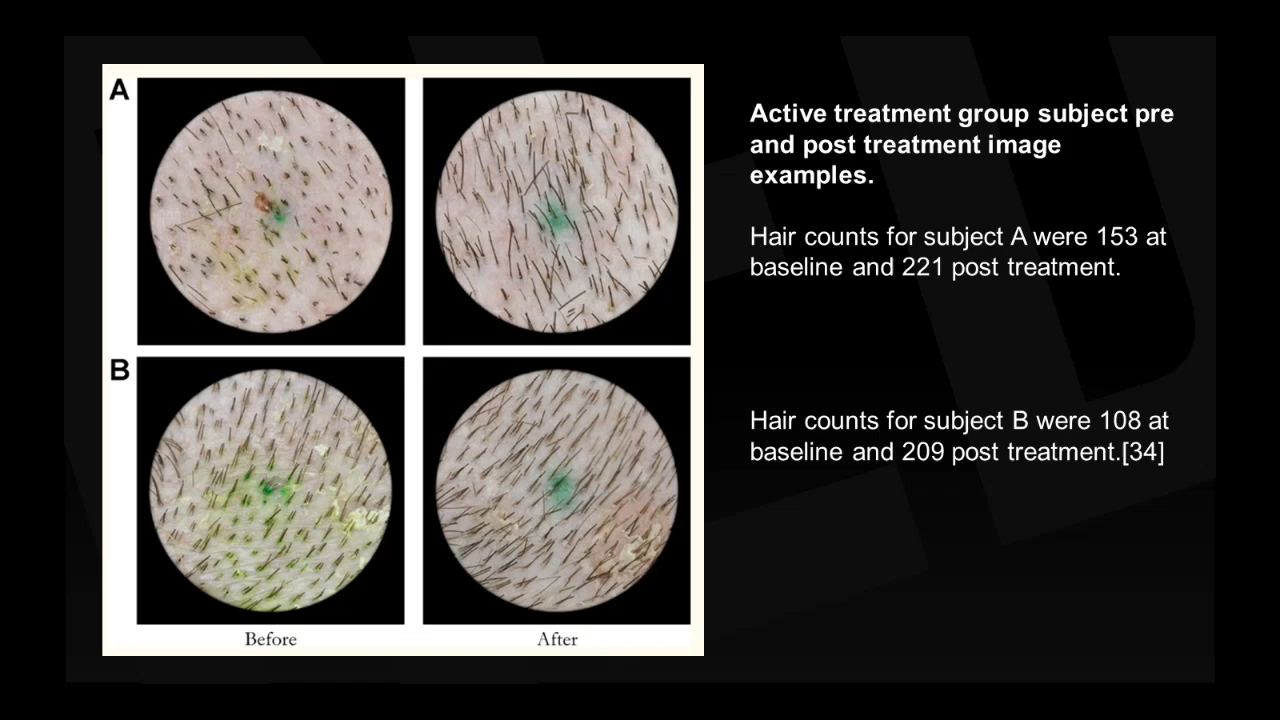 A
B
Before
After
Active treatment group subject pre
and post treatment image
examples.
Hair counts for subject A were 153 at
baseline and 221 post treatment.
Hair counts for subject B were 108 at
baseline and 209 post treatment.[34]